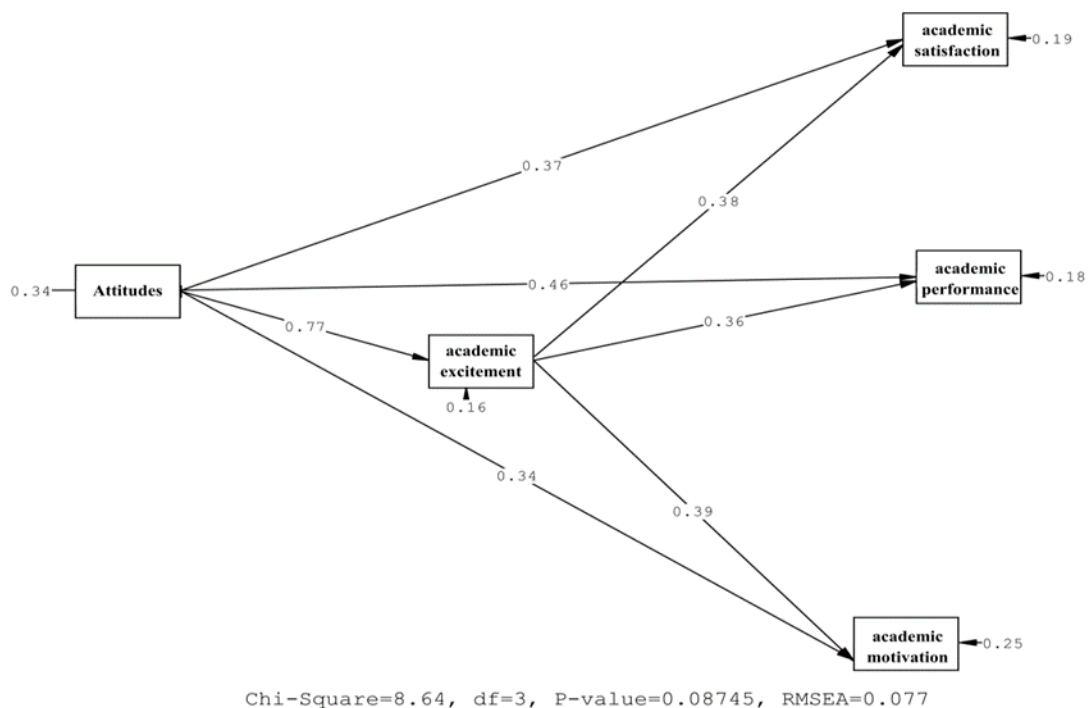 academic
satisfaction
0.19
0.37
0.38
0.34
Attitudes
0.46
academic
performance
0.18
0.77
0.36
academic
excitement
0.16
0.34
0.39
academic
motivation
0.25
Chi-Square=8.64, df=3, P-value=0.08745, RMSEA=0.077